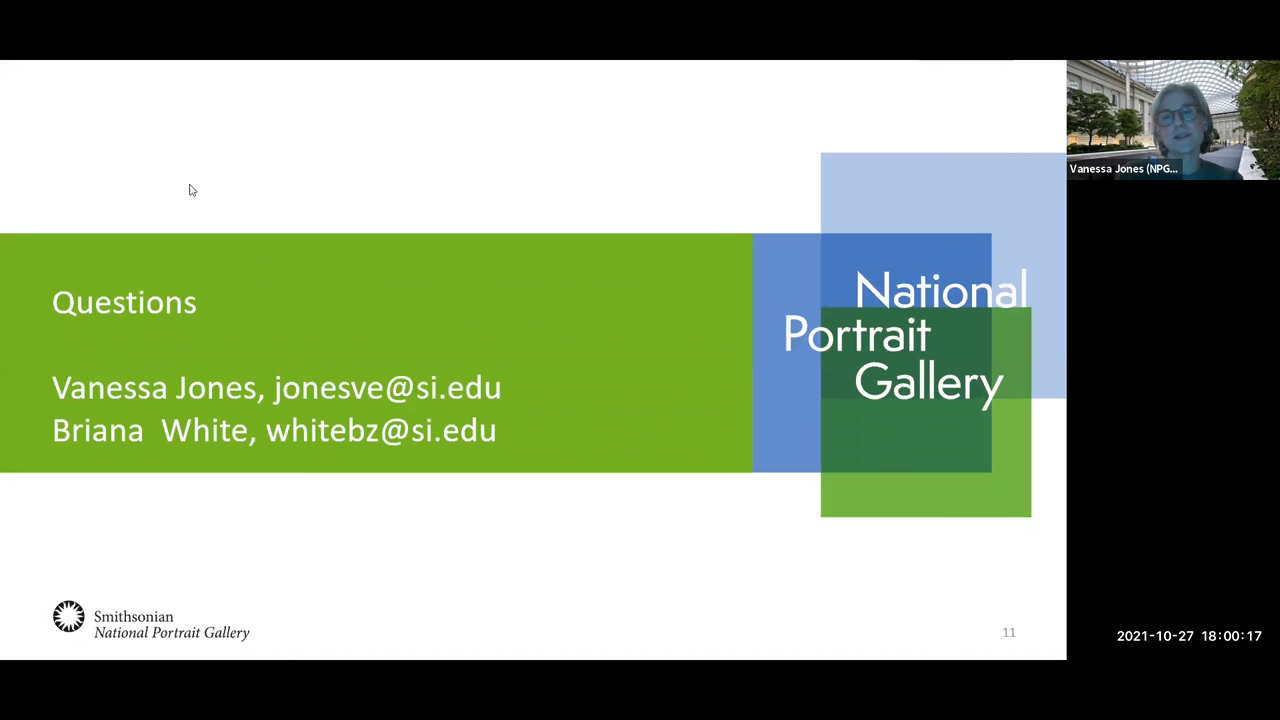 Questions
Vanessa Jones, jonesve@si.edu
Briana  White, whitebz@si.edu
National
Portrait
Gallery
Smithsonian
National Portrait Gallery
11
Vanessa Jones (NPG...
2021-10-27 18:00:17